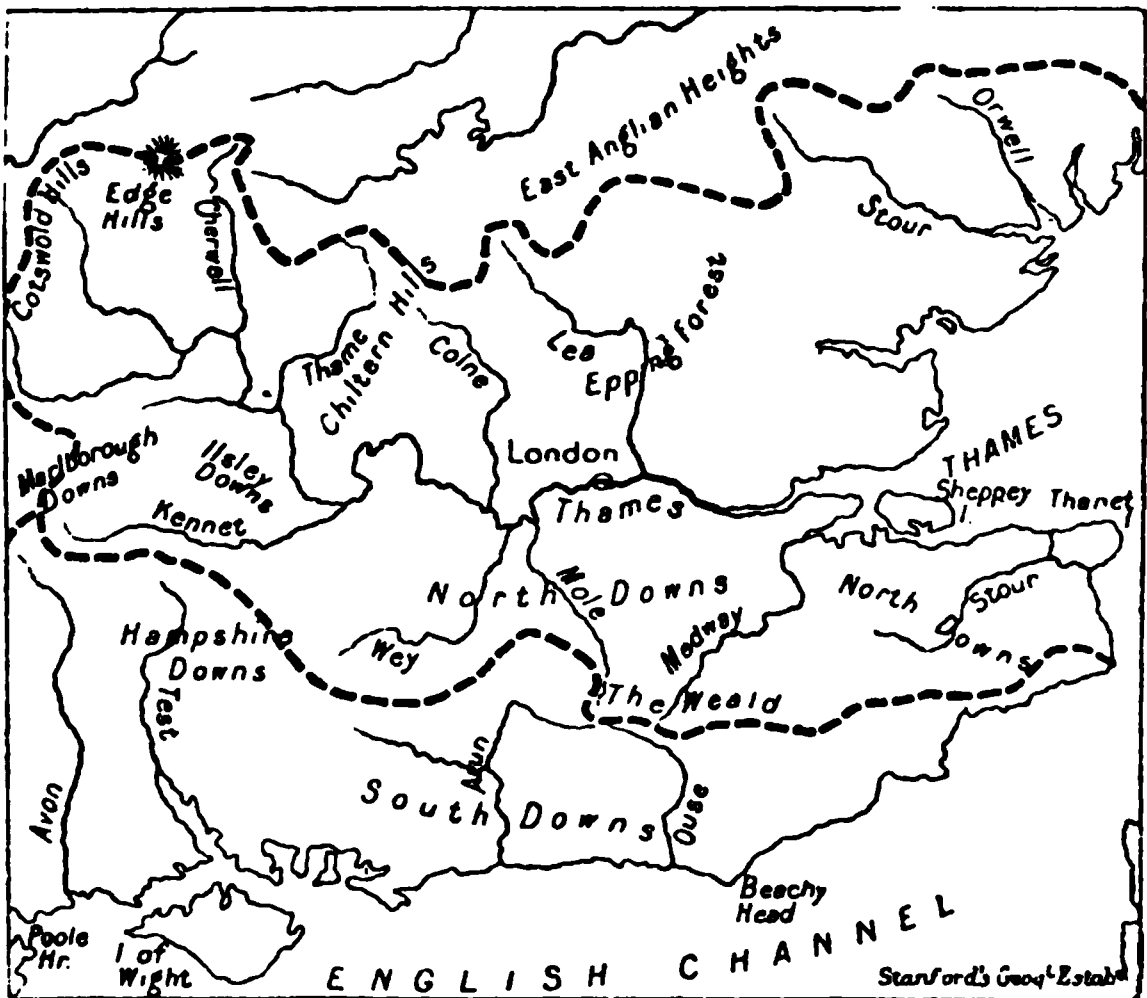 East Anglian Heights
Orwell
Cotswold Hills
Edge
Hills
Cherwell
Stour
Thame
Chiltern Hills
Colne
Lea
Epping Forest
Marlborough
Downs
Ilsley
Downs
Kennet
London
Thames
THAMES
Sheppey
I.
Thanet
North Downs
Mole
North Downs
Stour
Hampshire
Downs
Wey
Medway
The Weald
Test
Avon
Arun
South Downs
Ouse
Beachy
Head
Poole
Hr.
I of
Wight
ENGLISH CHANNEL
Stanford's Geog^l Estab^t